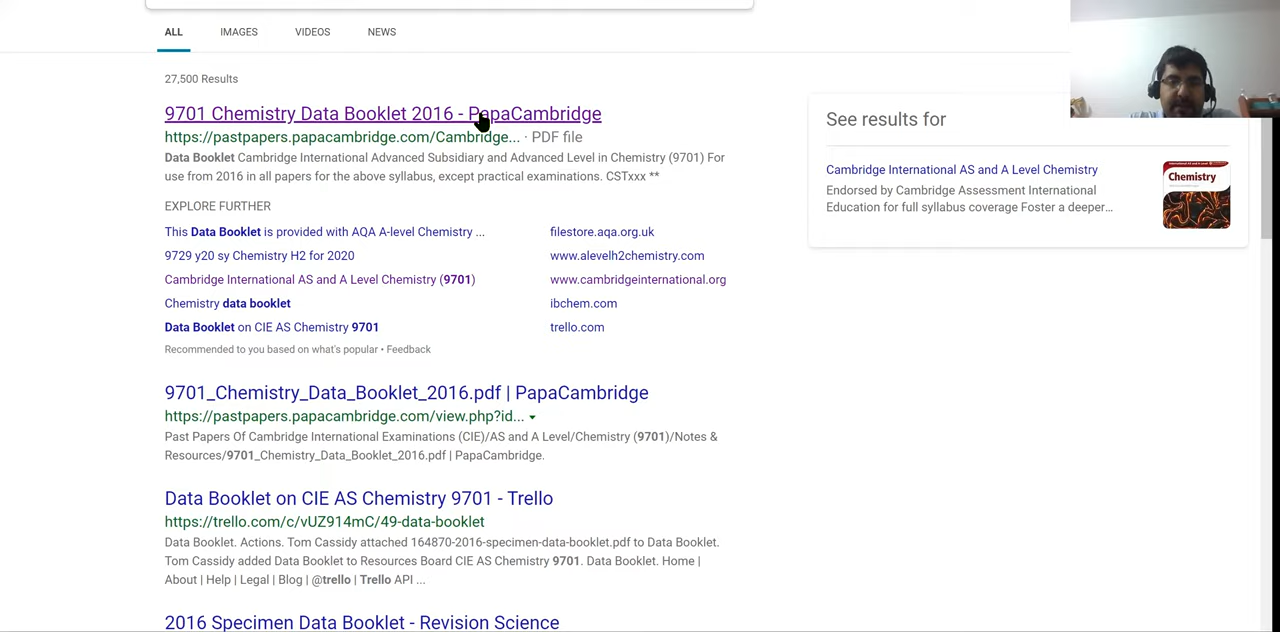 ALL IMAGES VIDEOS NEWS
27,500 Results
9701 Chemistry Data Booklet 2016 - PapaCambridge
https://pastpapers.papacambridge.com/Cambridge... · PDF file
Data Booklet Cambridge International Advanced Subsidiary and Advanced Level in Chemistry (9701) For
use from 2016 in all papers for the above syllabus, except practical examinations. CSTxxx **
EXPLORE FURTHER
This Data Booklet is provided with AQA A-level Chemistry ... filestore.aqa.org.uk
9729 y20 sy Chemistry H2 for 2020 www.alevelh2chemistry.com
Cambridge International AS and A Level Chemistry (9701) www.cambridgeinternational.org
Chemistry data booklet ibchem.com
Data Booklet on CIE AS Chemistry 9701 trello.com
Recommended to you based on what's popular • Feedback
9701_Chemistry_Data_Booklet_2016.pdf | PapaCambridge
https://pastpapers.papacambridge.com/view.php?id...
Past Papers Of Cambridge International Examinations (CIE)/AS and A Level/Chemistry (9701)/Notes &
Resources/9701_Chemistry_Data_Booklet_2016.pdf | PapaCambridge.
Data Booklet on CIE AS Chemistry 9701 - Trello
https://trello.com/c/vUZ914mC/49-data-booklet
Data Booklet. Actions. Tom Cassidy attached 164870-2016-specimen-data-booklet.pdf to Data Booklet.
Tom Cassidy added Data Booklet to Resources Board CIE AS Chemistry 9701. Data Booklet. Home |
About | Help | Legal | Blog | @trello | Trello API ...
2016 Specimen Data Booklet - Revision Science
See results for
Cambridge International AS and A Level Chemistry
Endorsed by Cambridge Assessment International
Education for full syllabus coverage Foster a deeper...
Chemistry